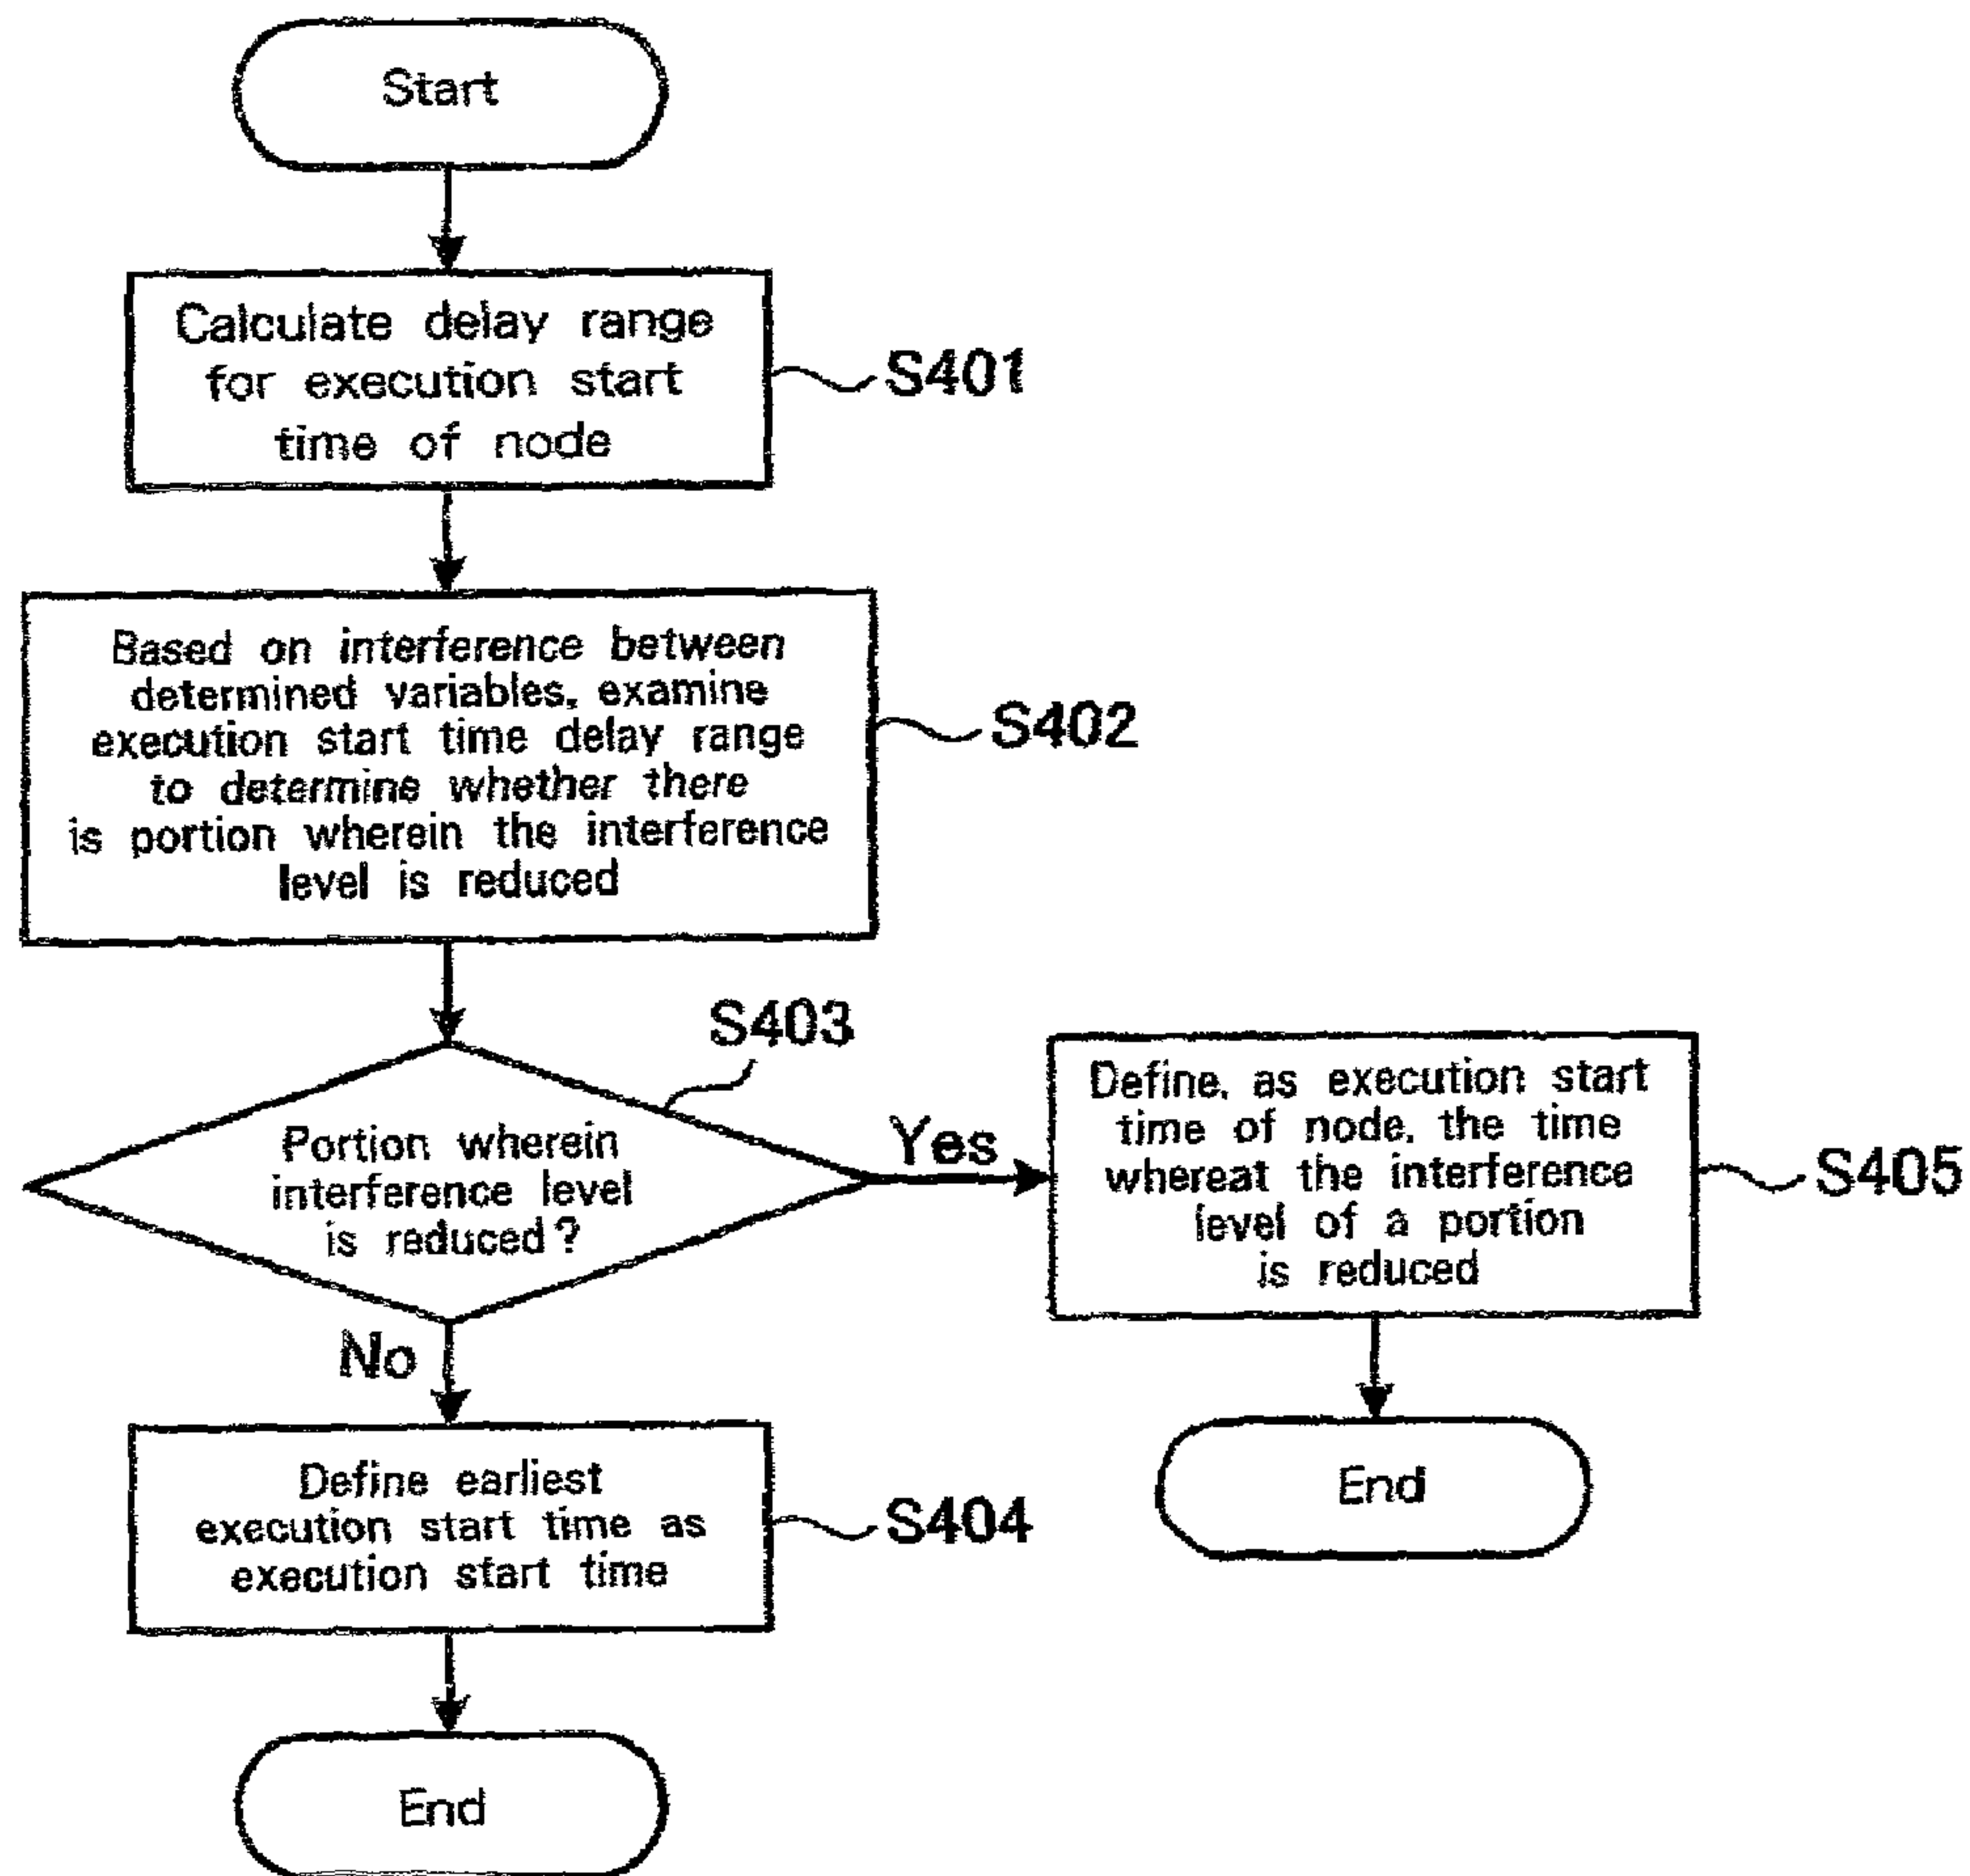 Start
Calculate delay range
for execution start
time of node
S401
Based on interference between
determined variables, examine
execution start time delay range
to determine whether there
is portion wherein the interference
level is reduced
S402
S403
Portion wherein
interference level
is reduced?
Yes
Define, as execution start
time of node, the time
whereat the interference
level of a portion
is reduced
S405
No
Define earliest
execution start time as
execution start time
S404
End
End